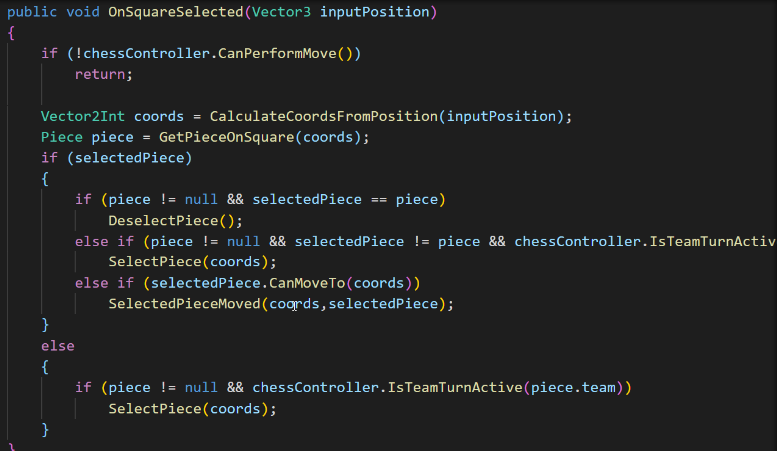 public void OnSquareSelected(Vector3 inputPosition)
{
if (!chessController.CanPerformMove())
return;
Vector2Int coords = CalculateCoordsFromPosition(inputPosition);
Piece piece = GetPieceOnSquare(coords);
if (selectedPiece)
{
if (piece != null && selectedPiece == piece)
DeselectPiece();
else if (piece != null && selectedPiece != piece && chessController.IsTeamTurnActiv
SelectPiece(coords);
else if (selectedPiece.CanMoveTo(coords))
SelectedPieceMoved(coords,selectedPiece);
}
else
{
if (piece != null && chessController.IsTeamTurnActive(piece.team))
SelectPiece(coords);
}
}